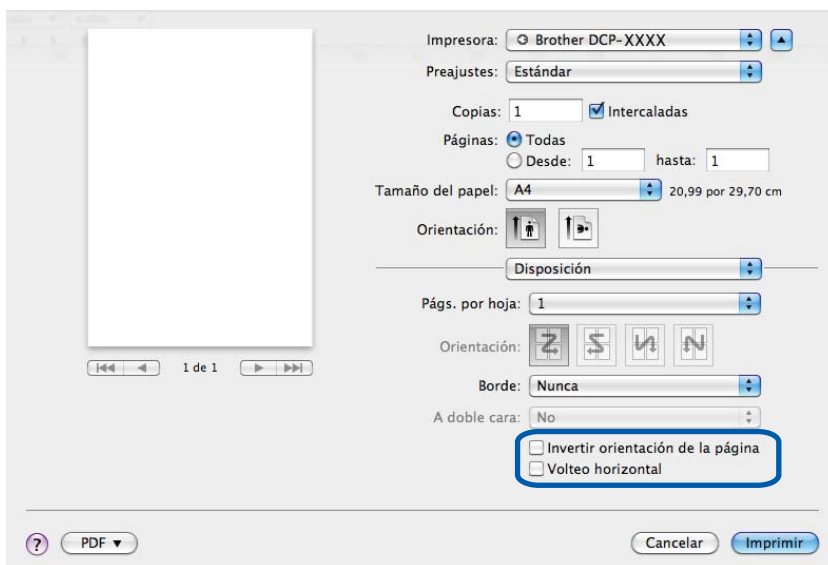 Impresora: Brother DCP-XXXX
Preajustes: Estándar
Copias: 1 Intercaladas
Páginas: Todas
Desde: 1 hasta: 1
Tamaño del papel: A4 20,99 por 29,70 cm
Orientación:
Disposición
Págs. por hoja: 1
Orientación:
1 de 1
Borde: Nunca
A doble cara: No
Invertir orientación de la página
Volteo horizontal
? PDF Cancelar Imprimir